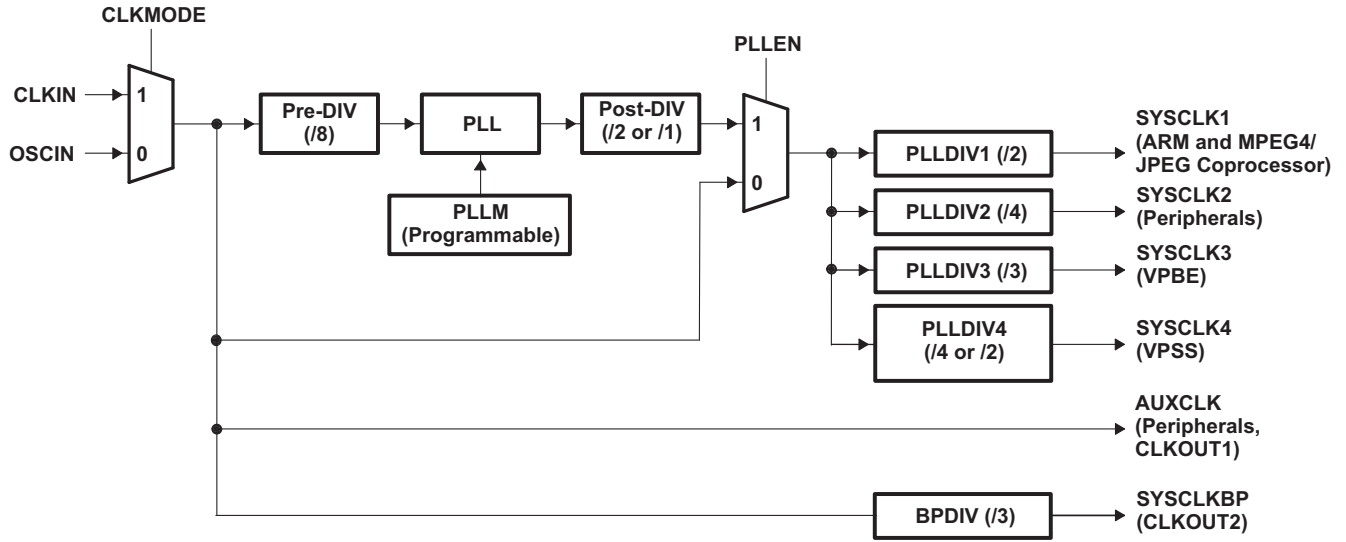 CLKMODE
CLKIN
OSCIN
1
0
Pre-DIV
(/8)
PLL
Post-DIV
(/2 or /1)
PLLM
(Programmable)
PLLEN
1
0
PLLDIV1 (/2)
SYSCLK1
(ARM and MPEG4/
JPEG Coprocessor)
PLLDIV2 (/4)
SYSCLK2
(Peripherals)
PLLDIV3 (/3)
SYSCLK3
(VPBE)
PLLDIV4
(/4 or /2)
SYSCLK4
(VPSS)
AUXCLK
(Peripherals,
CLKOUT1)
BPDIV (/3)
SYSCLKBP
(CLKOUT2)